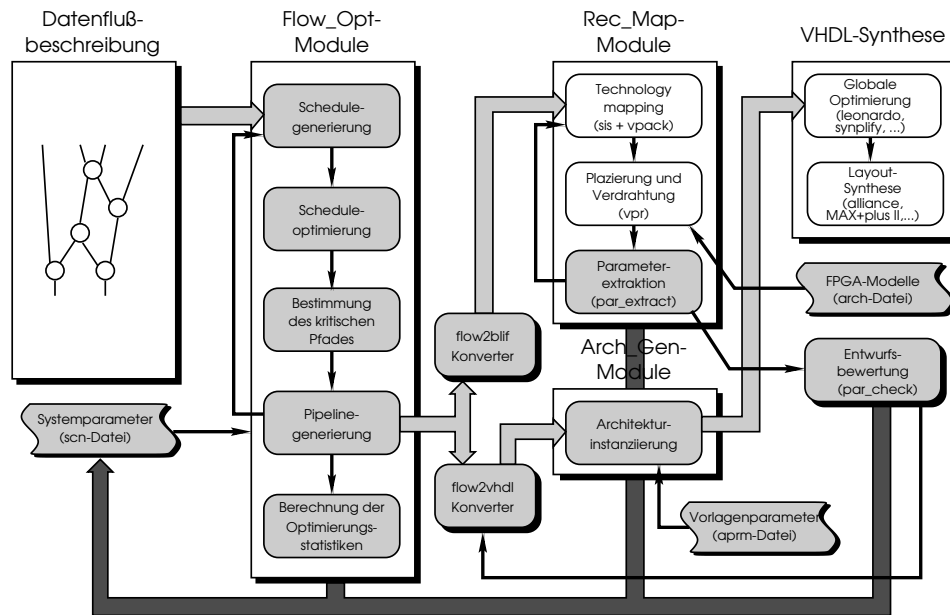 Datenfluß-
beschreibung
Flow_Opt-
Module
Rec_Map-
Module
VHDL-Synthese
Schedule-
generierung
Schedule-
optimierung
Bestimmung
des kritischen
Pfades
Pipeline-
generierung
Berechnung der
Optimierungs-
statistiken
Systemparameter
(scn-Datei)
flow2blif
Konverter
flow2vhdl
Konverter
Technology
mapping
(sis + vpack)
Plazierung und
Verdrahtung
(vpr)
Parameter-
extraktion
(par_extract)
Arch_Gen-
Module
Architektur-
instanziierung
Vorlagenparameter
(aprm-Datei)
Globale
Optimierung
(leonardo,
synplify, ...)
Layout-
Synthese
(alliance,
MAX+plus II,...)
FPGA-Modelle
(arch-Datei)
Entwurfs-
bewertung
(par_check)